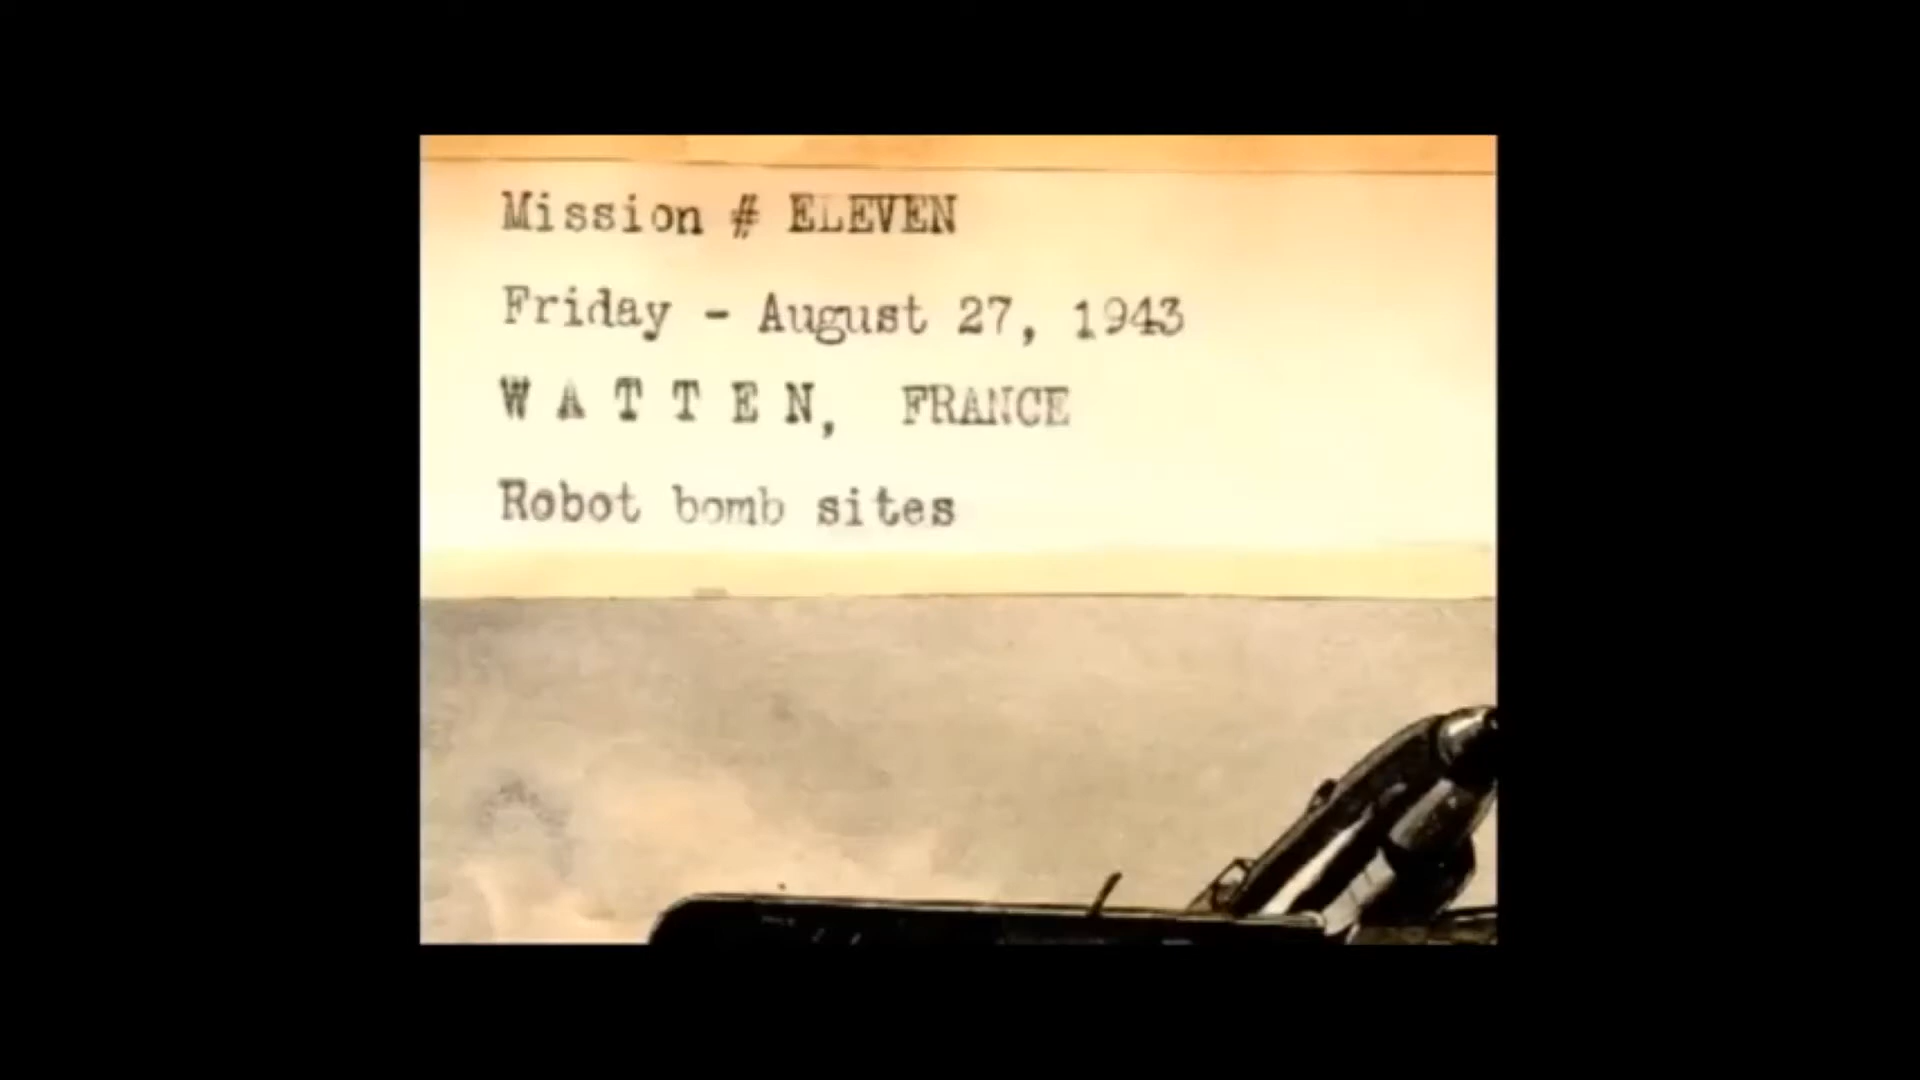 Mission # ELEVEN
Friday - August 27, 1943
W A T T E N, FRANCE
Robot bomb sites